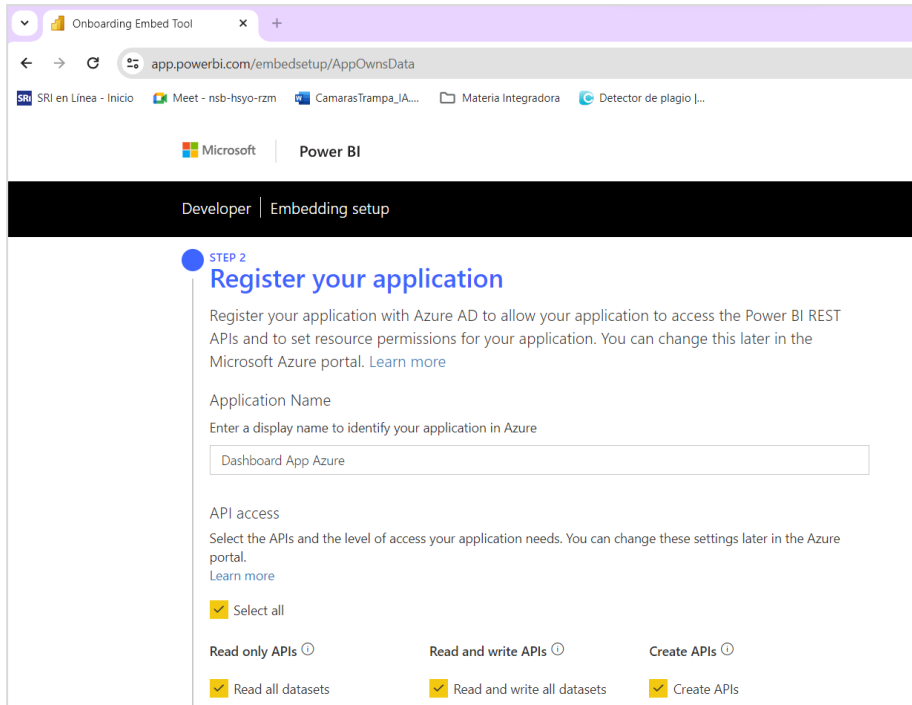 Onboarding Embed Tool
app.powerbi.com/embedsetup/AppOwnsData
SRi SRI en Línea - Inicio Meet - nsb-hsyo-rzm CamarasTrampa_IA.... Materia Integradora Detector de plagio |...
Microsoft Power BI
Developer Embedding setup
STEP 2
Register your application
Register your application with Azure AD to allow your application to access the Power BI REST
APIs and to set resource permissions for your application. You can change this later in the
Microsoft Azure portal. Learn more
Application Name
Enter a display name to identify your application in Azure
Dashboard App Azure
API access
Select the APIs and the level of access your application needs. You can change these settings later in the Azure
portal.
Learn more
Select all
Read only APIs Read and write APIs Create APIs
Read all datasets Read and write all datasets Create APIs